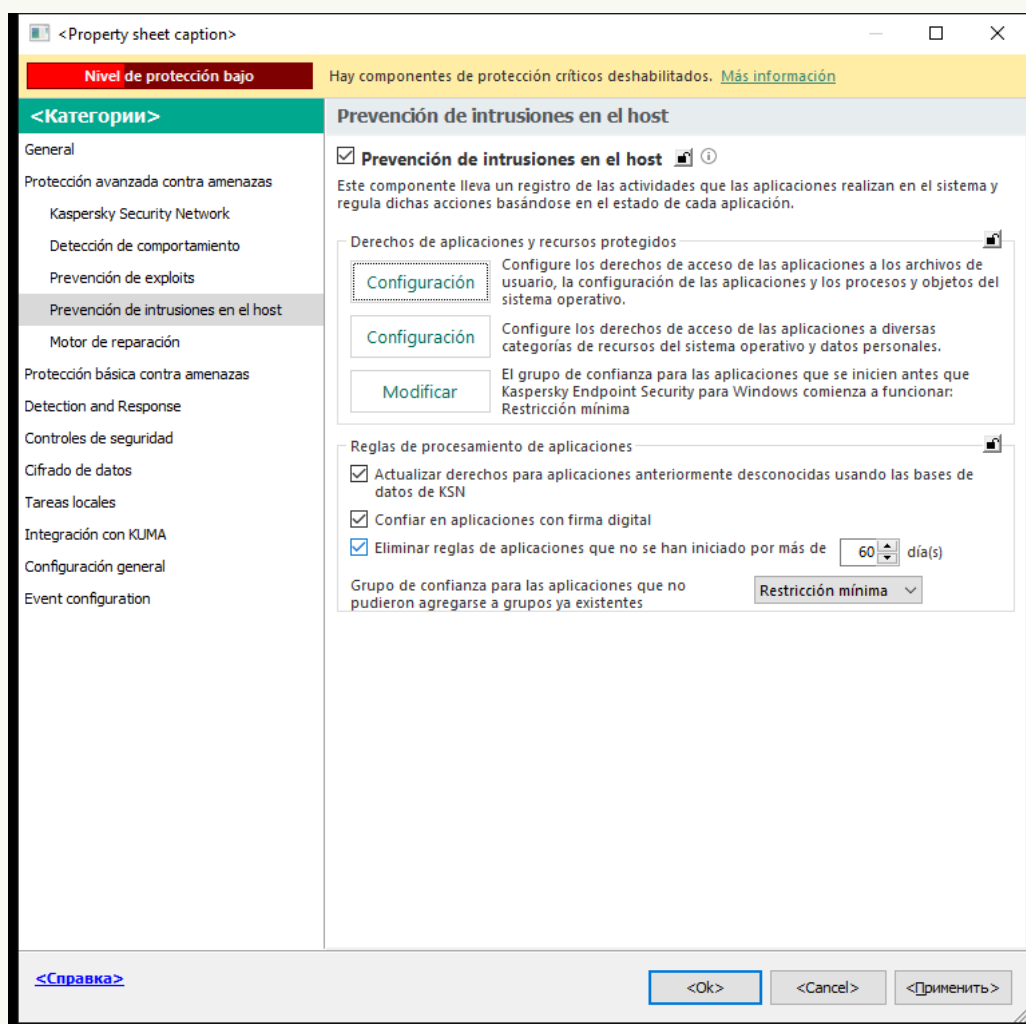 <Property sheet caption>
Nivel de protección bajo
Hay componentes de protección críticos deshabilitados. Más información
<Категории>
General
Protección avanzada contra amenazas
Kaspersky Security Network
Detección de comportamiento
Prevención de exploits
Prevención de intrusiones en el host
Motor de reparación
Protección básica contra amenazas
Detection and Response
Controles de seguridad
Cifrado de datos
Tareas locales
Integración con KUMA
Configuración general
Event configuration
Prevención de intrusiones en el host
Prevención de intrusiones en el host
Este componente lleva un registro de las actividades que las aplicaciones realizan en el sistema y
regula dichas acciones basándose en el estado de cada aplicación.
Derechos de aplicaciones y recursos protegidos
Configuración
Configure los derechos de acceso de las aplicaciones a los archivos de
usuario, la configuración de las aplicaciones y los procesos y objetos del
sistema operativo.
Configuración
Configure los derechos de acceso de las aplicaciones a diversas
categorías de recursos del sistema operativo y datos personales.
Modificar
El grupo de confianza para las aplicaciones que se inicien antes que
Kaspersky Endpoint Security para Windows comienza a funcionar:
Restricción mínima
Reglas de procesamiento de aplicaciones
Actualizar derechos para aplicaciones anteriormente desconocidas usando las bases de
datos de KSN
Confiar en aplicaciones con firma digital
Eliminar reglas de aplicaciones que no se han iniciado por más de 60 día(s)
Grupo de confianza para las aplicaciones que no
pudieron agregarse a grupos ya existentes
Restricción mínima
<Справка>
<Ok>
<Cancel>
<Применить>